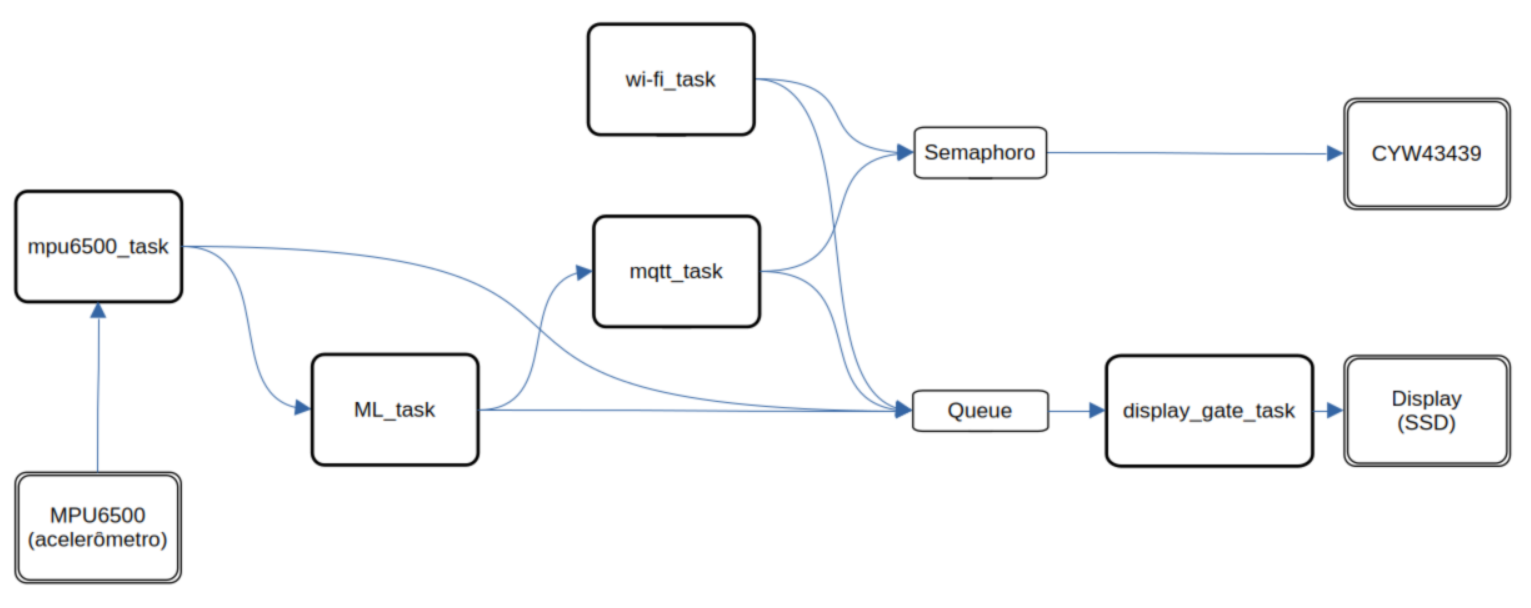 wi-fi_task
Semaphoro
CYW43439
mpu6500_task
mqtt_task
ML_task
Queue
display_gate_task
Display
(SSD)
MPU6500
(acelerômetro)